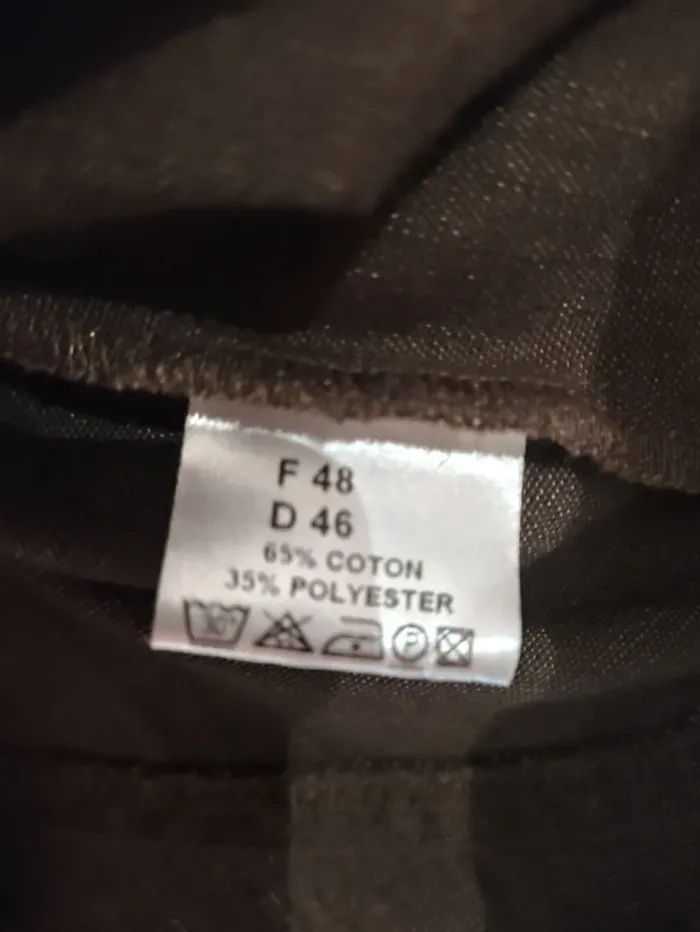 F 48
D 46
65% COTON
35% POLYESTER
P